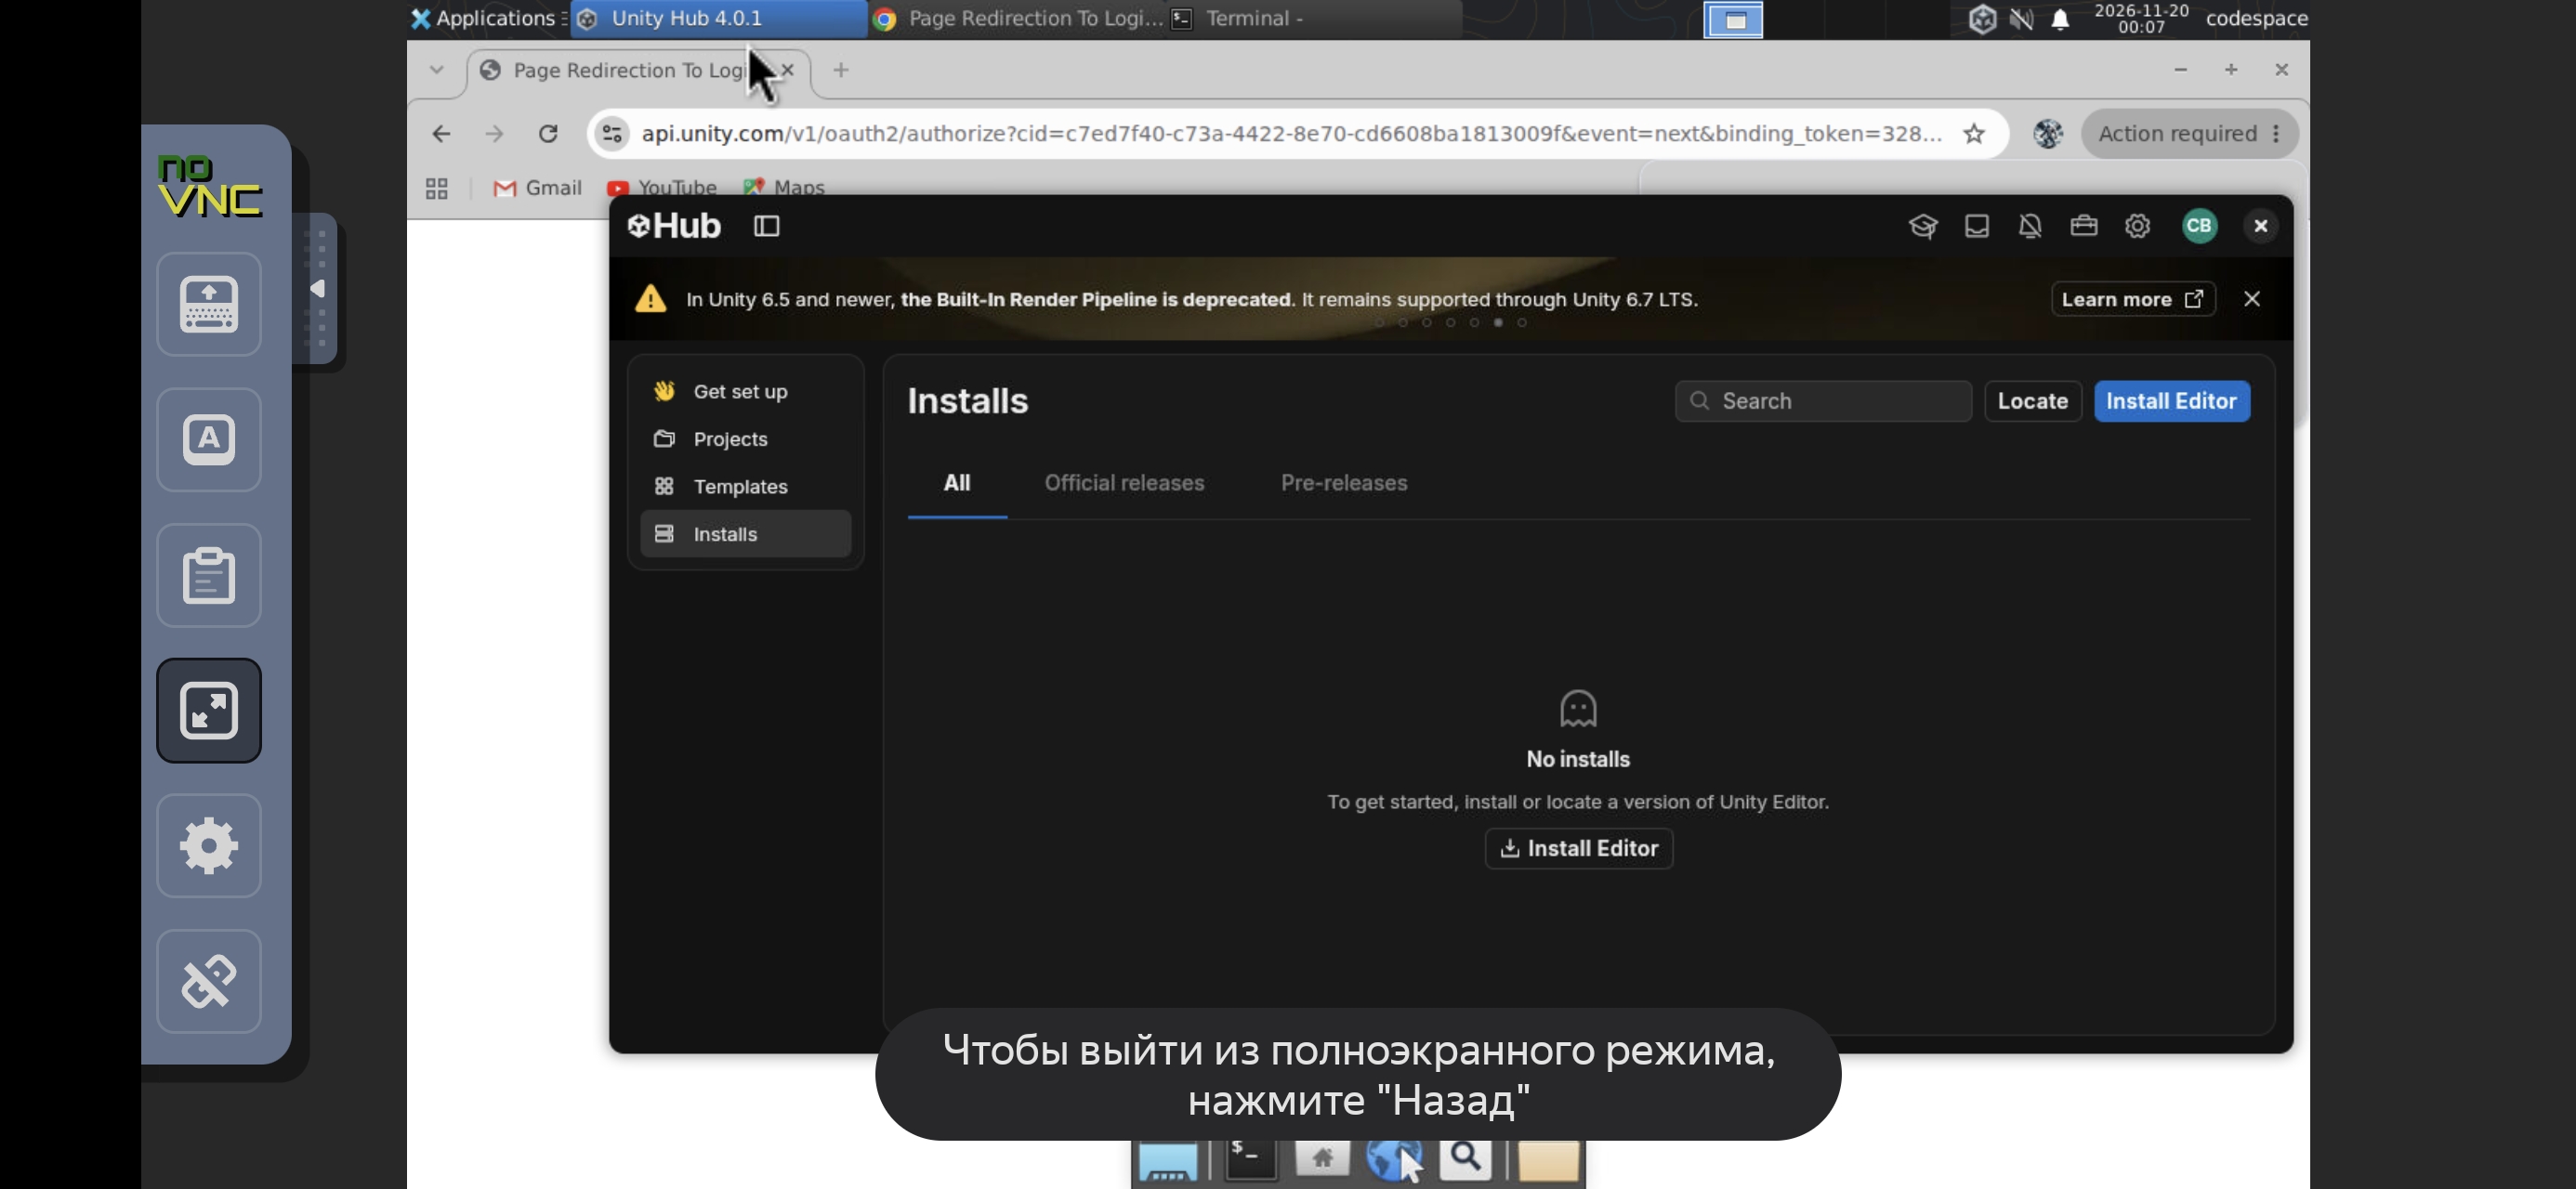 Applications
Unity Hub 4.0.1
Page Redirection To Logi...
Terminal -
2026-11-20
00:07
codespace
Page Redirection To Logi
api.unity.com/v1/oauth2/authorize?cid=c7ed7f40-c73a-4422-8e70-cd6608ba1813009f&event=next&binding_token=328...
Action required
Gmail
YouTube
Maps
no
VNC
A
Hub
CB
In Unity 6.5 and newer, the Built-In Render Pipeline is deprecated. It remains supported through Unity 6.7 LTS.
Learn more
Get set up
Projects
Templates
Installs
Installs
Search
Locate
Install Editor
All
Official releases
Pre-releases
No installs
To get started, install or locate a version of Unity Editor.
Install Editor
Чтобы выйти из полноэкранного режима,
нажмите "Назад"